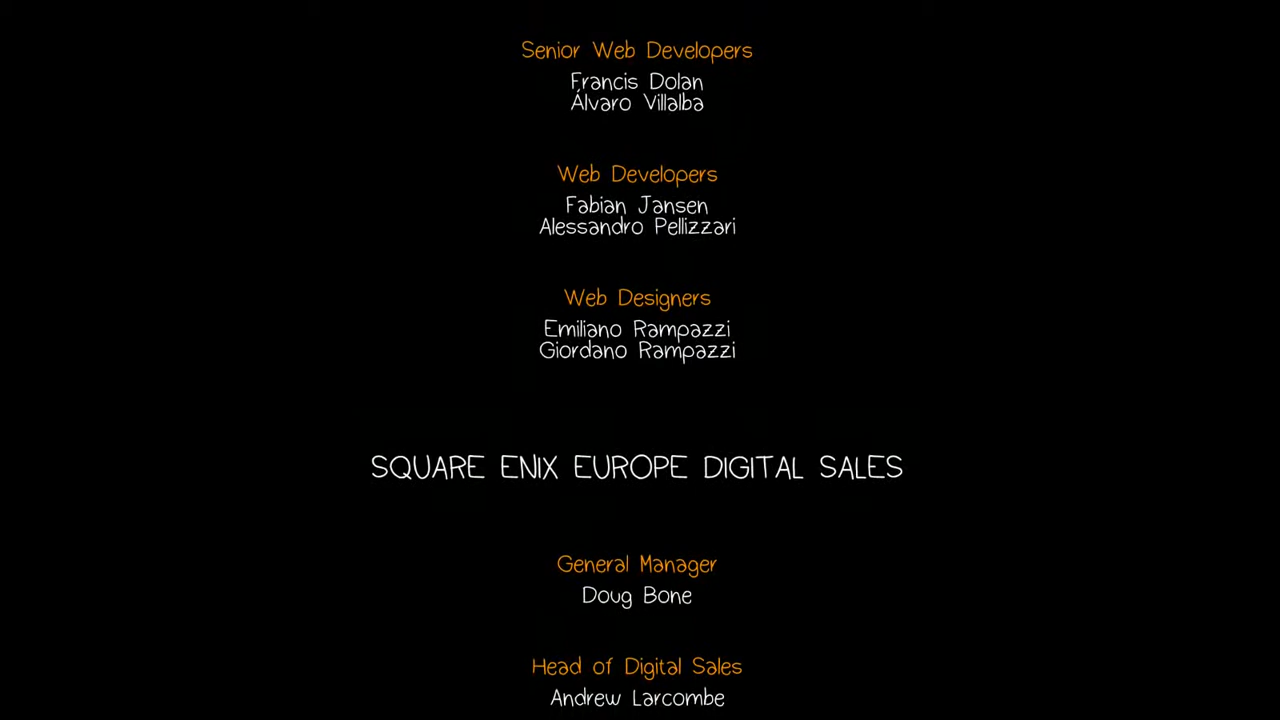 Senior Web Developers
Francis Dolan
Álvaro Villalba
Web Developers
Fabian Jansen
Alessandro Pellizzari
Web Designers
Emiliano Rampazzi
Giordano Rampazzi
SQUARE ENIX EUROPE DIGITAL SALES
General Manager
Doug Bone
Head of Digital Sales
Andrew Larcombe